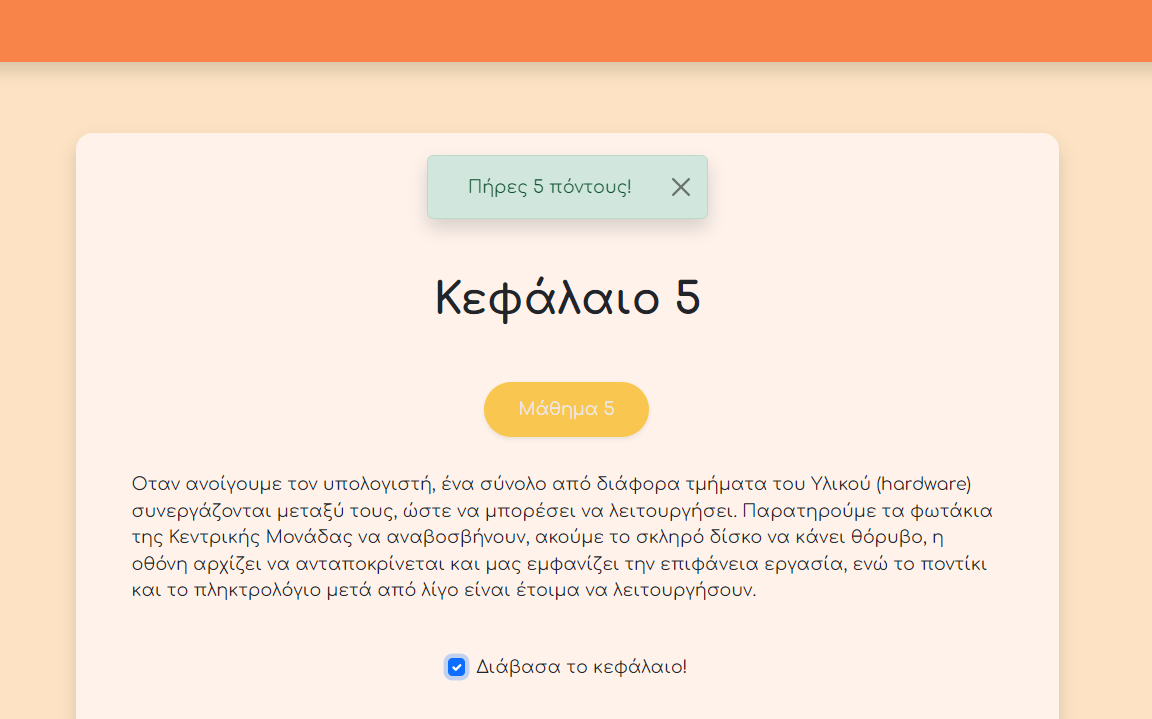 Πήρες 5 πόντους!
Κεφάλαιο 5
Μάθημα 5
Οταν ανοίγουμε τον υπολογιστή, ένα σύνολο από διάφορα τμήματα του Υλικού (hardware)
συνεργάζονται μεταξύ τους, ώστε να μπορέσει να λειτουργήσει. Παρατηρούμε τα φωτάκια
της Κεντρικής Μονάδας να αναβοσβήνουν, ακούμε το σκληρό δίσκο να κάνει θόρυβο, η
οθόνη αρχίζει να ανταποκρίνεται και μας εμφανίζει την επιφάνεια εργασία, ενώ το ποντίκι
και το πληκτρολόγιο μετά από λίγο είναι έτοιμα να λειτουργήσουν.
Διάβασα το κεφάλαιο!